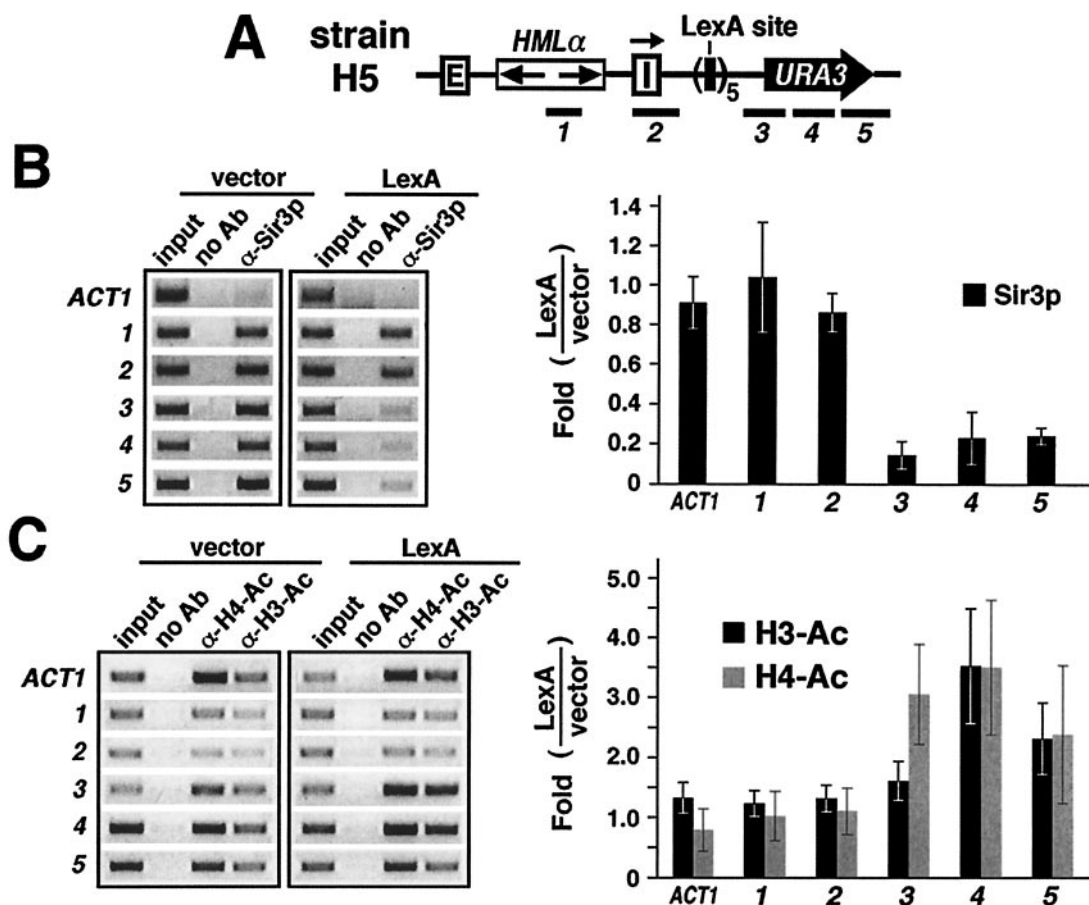 A
strain
H5
E
HMLα
I
LexA site
( )5
URA3
1 2 3 4 5
B
vector LexA
input no Ab α-Sir3p input no Ab α-Sir3p
ACT1
1
2
3
4
5
Fold (LexA/vector)
1.4
1.2
1.0
0.8
0.6
0.4
0.2
0
Sir3p
ACT1 1 2 3 4 5
C
vector LexA
input no Ab α-H4-Ac α-H3-Ac input no Ab α-H4-Ac α-H3-Ac
ACT1
1
2
3
4
5
Fold (LexA/vector)
5.0
4.0
3.0
2.0
1.0
0
H3-Ac
H4-Ac
ACT1 1 2 3 4 5